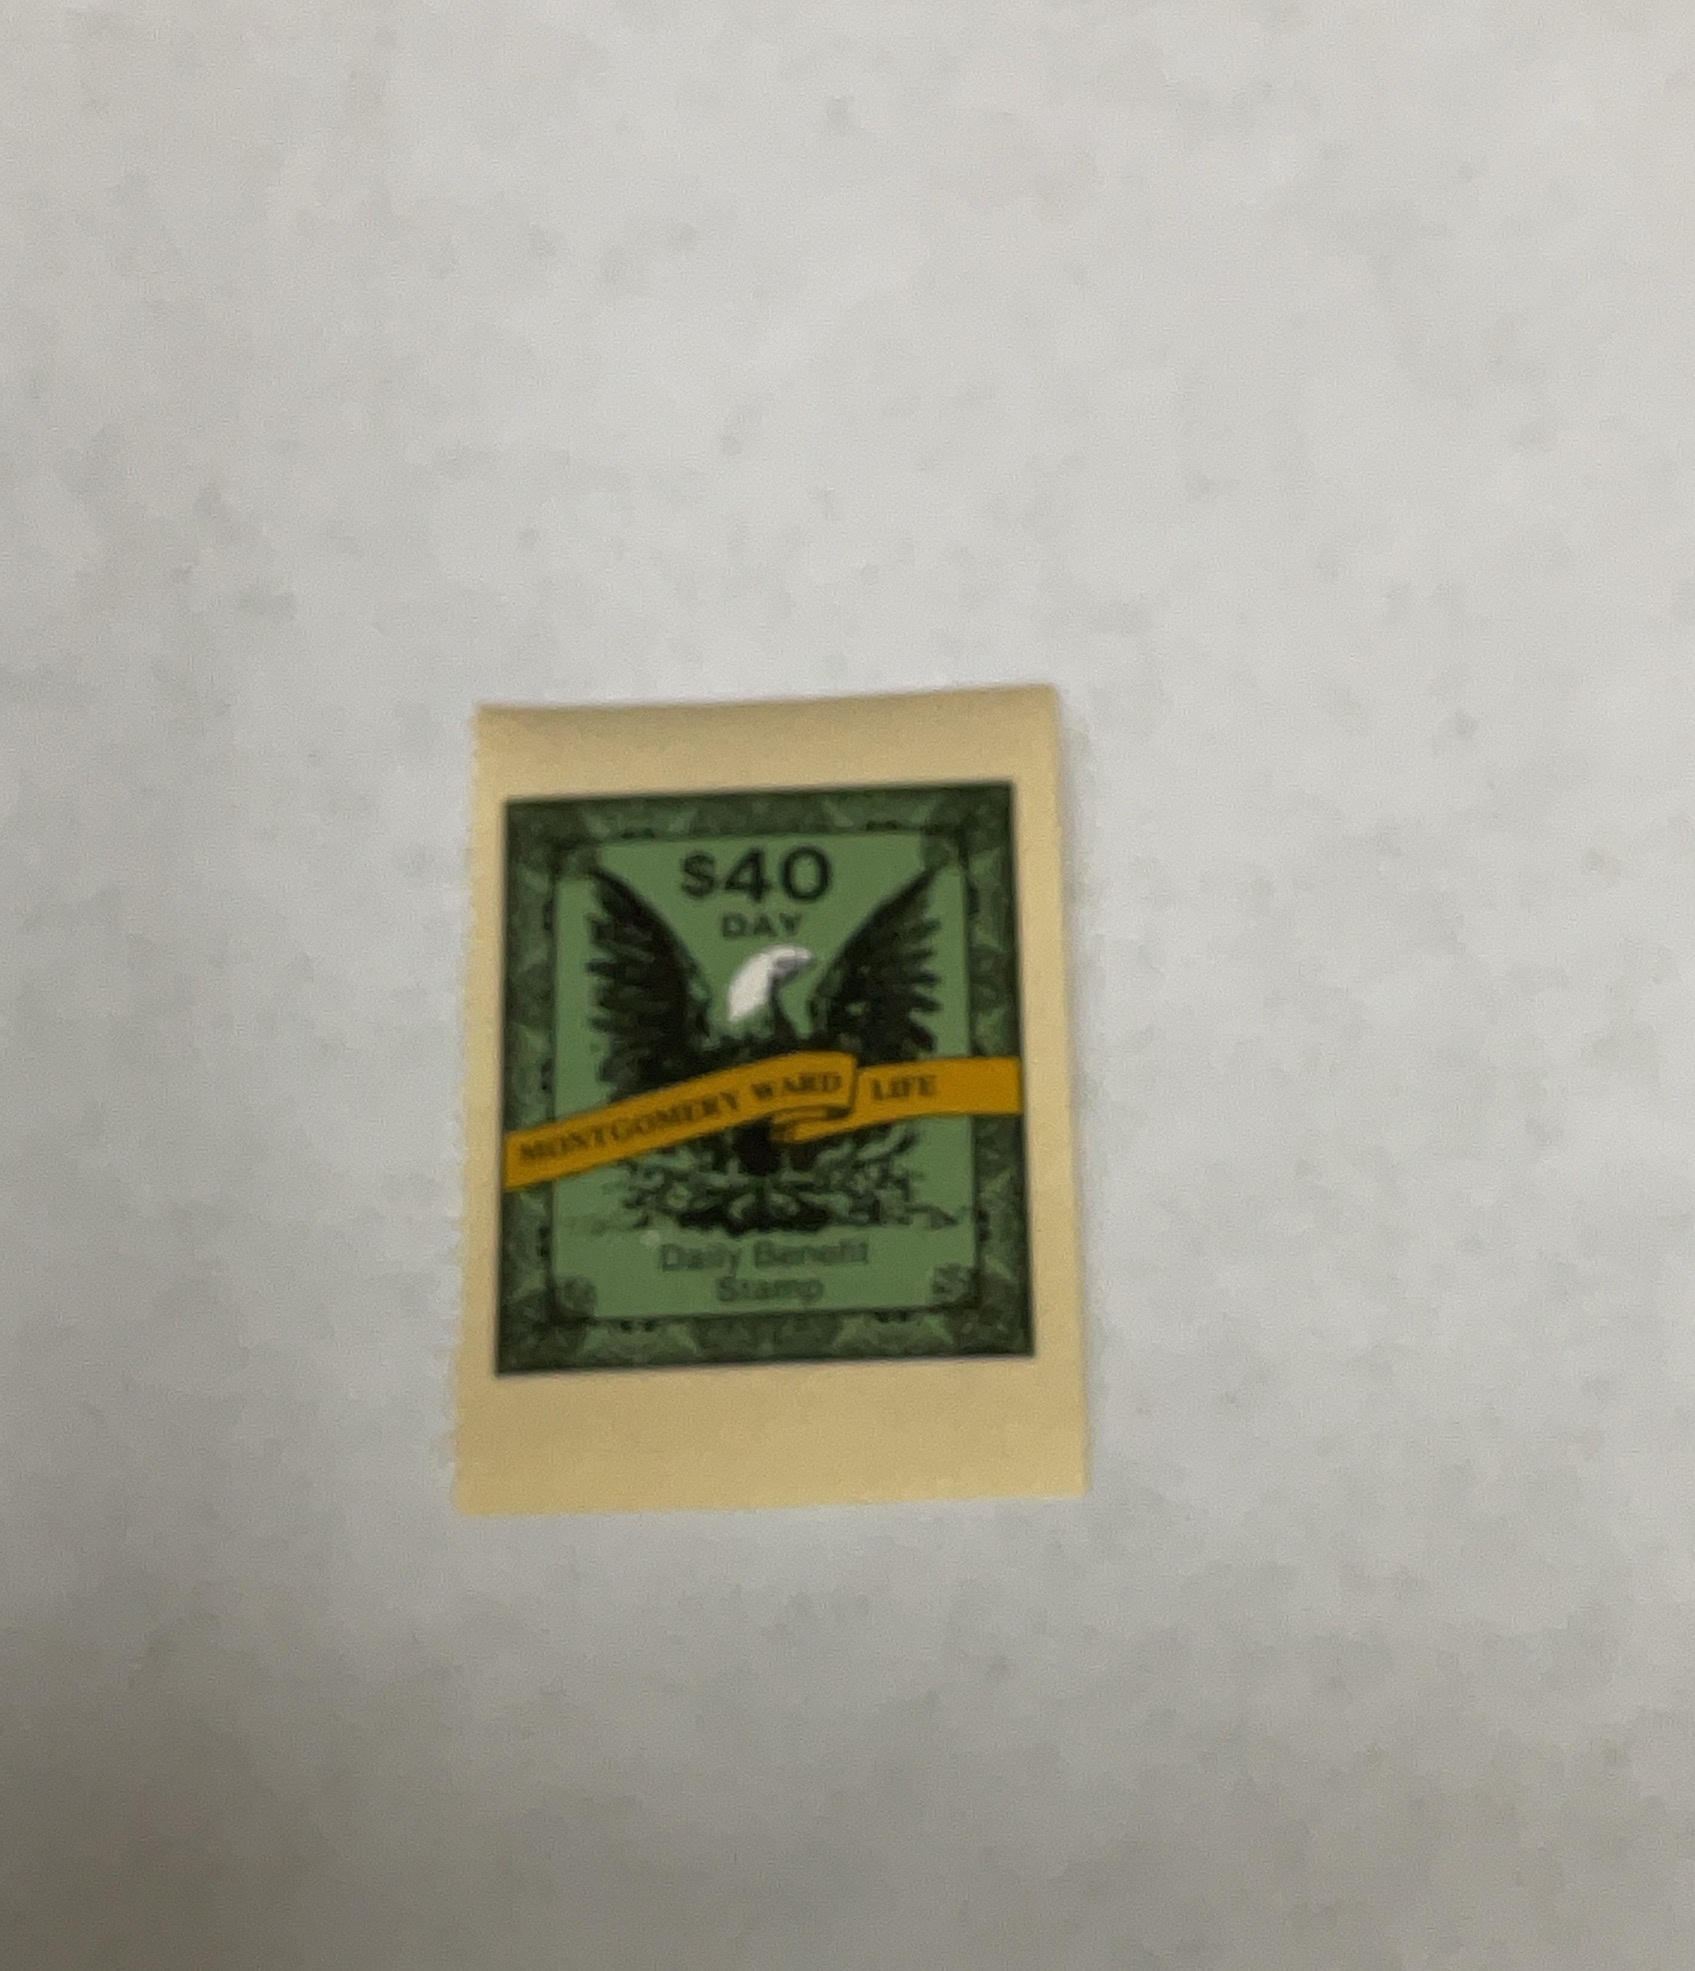 $40
DAY
MONTGOMERY WARD LIFE
Daily Benefit
Stamp